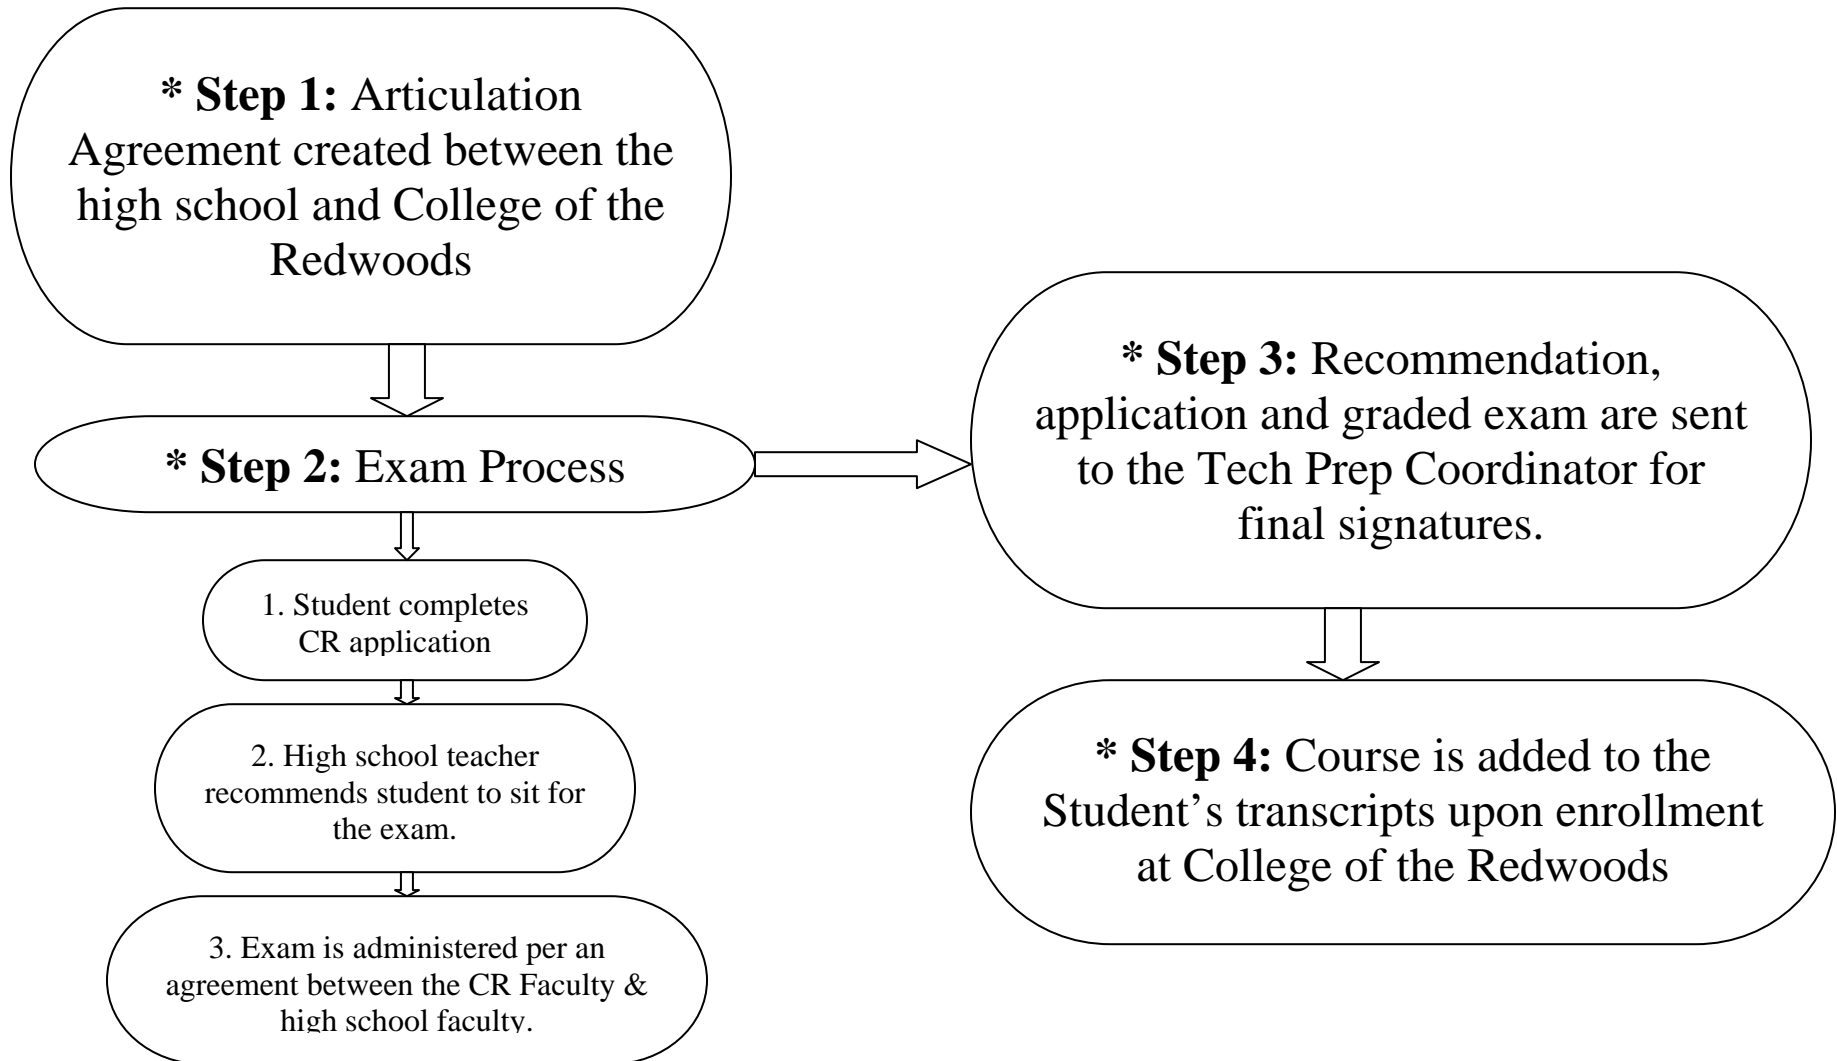 * Step 1: Articulation
Agreement created between the
high school and College of the
Redwoods
* Step 2: Exam Process
1. Student completes
CR application
2. High school teacher
recommends student to sit for
the exam.
3. Exam is administered per an
agreement between the CR Faculty &
high school faculty.
* Step 3: Recommendation,
application and graded exam are sent
to the Tech Prep Coordinator for
final signatures.
* Step 4: Course is added to the
Student’s transcripts upon enrollment
at College of the Redwoods